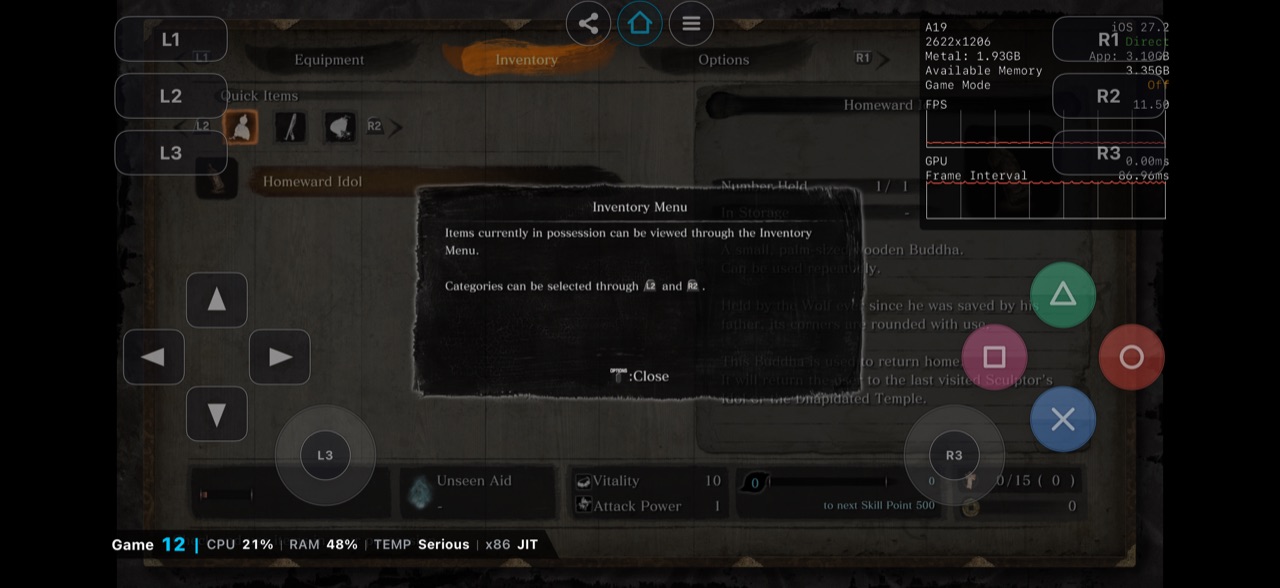 L1
L2
L3
L1
Equipment
Inventory
Options
R1
A19
iOS 27.2
2622x1206
Direct
Metal: 1.93GB
App: 3.10GB
Available Memory
3.35GB
Game Mode
Off
FPS
11.50
GPU
0.00ms
Frame Interval
86.96ms
R1
R2
R3
Quick Items
L2
R2
Homeward Idol
Homeward
Number Held
1/ 1
In Storage
-
A small, palm-sized wooden Buddha.
Can be used repeatedly.
Held by the Wolf ever since he was saved by his
father, its corners are rounded with use.
This Buddha is used to return home.
It will return the user to the last visited Sculptor's
Idol or the Dilapidated Temple.
Inventory Menu
Items currently in possession can be viewed through the Inventory
Menu.
Categories can be selected through L2 and R2 .
OPTIONS :Close
L3
R3
Unseen Aid
-
Vitality 10
Attack Power 1
0
0
to next Skill Point 500
0/15 ( 0 )
0
Game 12 | CPU 21% | RAM 48% | TEMP Serious | x86 JIT